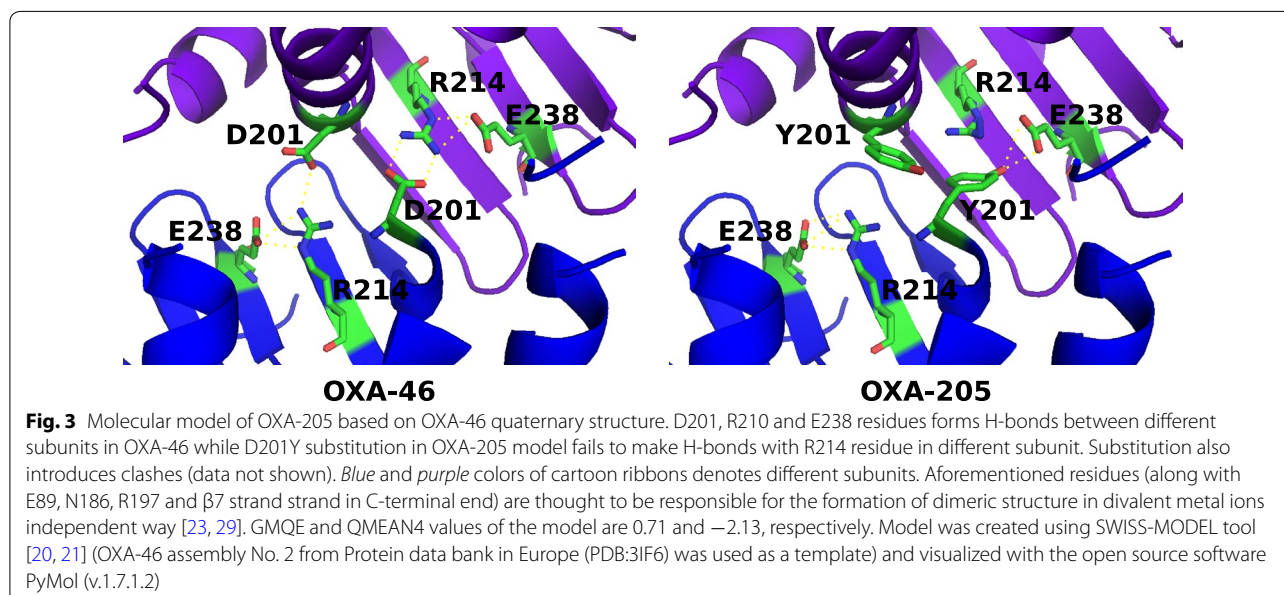 R214
E238
D201
D201
E238
R214
OXA-46
R214
E238
Y201
Y201
E238
R214
OXA-205
Fig. 3 Molecular model of OXA-205 based on OXA-46 quaternary structure. D201, R210 and E238 residues forms H-bonds between different
subunits in OXA-46 while D201Y substitution in OXA-205 model fails to make H-bonds with R214 residue in different subunit. Substitution also
introduces clashes (data not shown). Blue and purple colors of cartoon ribbons denotes different subunits. Aforementioned residues (along with
E89, N186, R197 and β7 strand strand in C-terminal end) are thought to be responsible for the formation of dimeric structure in divalent metal ions
independent way [23, 29]. GMQE and QMEAN4 values of the model are 0.71 and −2.13, respectively. Model was created using SWISS-MODEL tool
[20, 21] (OXA-46 assembly No. 2 from Protein data bank in Europe (PDB:3IF6) was used as a template) and visualized with the open source software
PyMol (v.1.7.1.2)